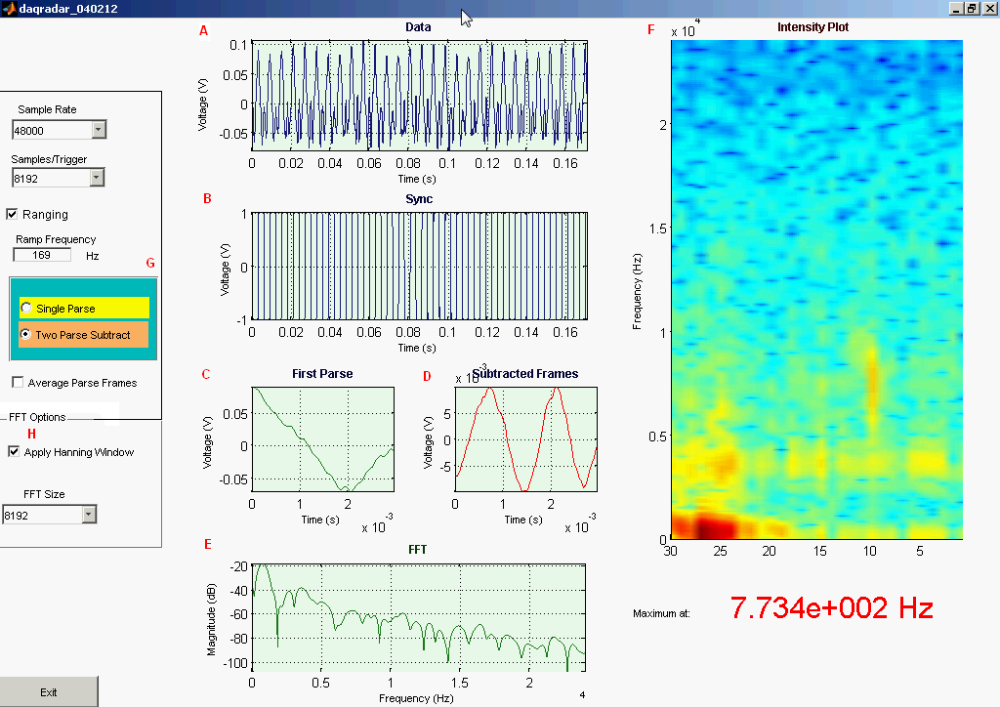 daqradar_040212
Sample Rate
48000
Samples/Trigger
8192
Ranging
Ramp Frequency
169 Hz
G
Single Parse
Two Parse Subtract
Average Parse Frames
FFT Options
H
Apply Hanning Window
FFT Size
8192
Exit
A
Data
Voltage (V)
0.1
0.05
0
-0.05
0 0.02 0.04 0.06 0.08 0.1 0.12 0.14 0.16
Time (s)
B
Sync
Voltage (V)
1
0
-1
0 0.02 0.04 0.06 0.08 0.1 0.12 0.14 0.16
Time (s)
C
First Parse
Voltage (V)
0.05
0
-0.05
0 1 2
Time (s)
x 10^-3
D
x 10^-3
Subtracted Frames
Voltage (V)
5
0
-5
0 1 2
Time (s)
x 10^-3
E
FFT
Magnitude (dB)
-20
-40
-60
-80
-100
0 0.5 1 1.5 2
Frequency (Hz)
4
F
x 10^4
Intensity Plot
Frequency (Hz)
2
1.5
1
0.5
0
30 25 20 15 10 5
Maximum at: 7.734e+002 Hz